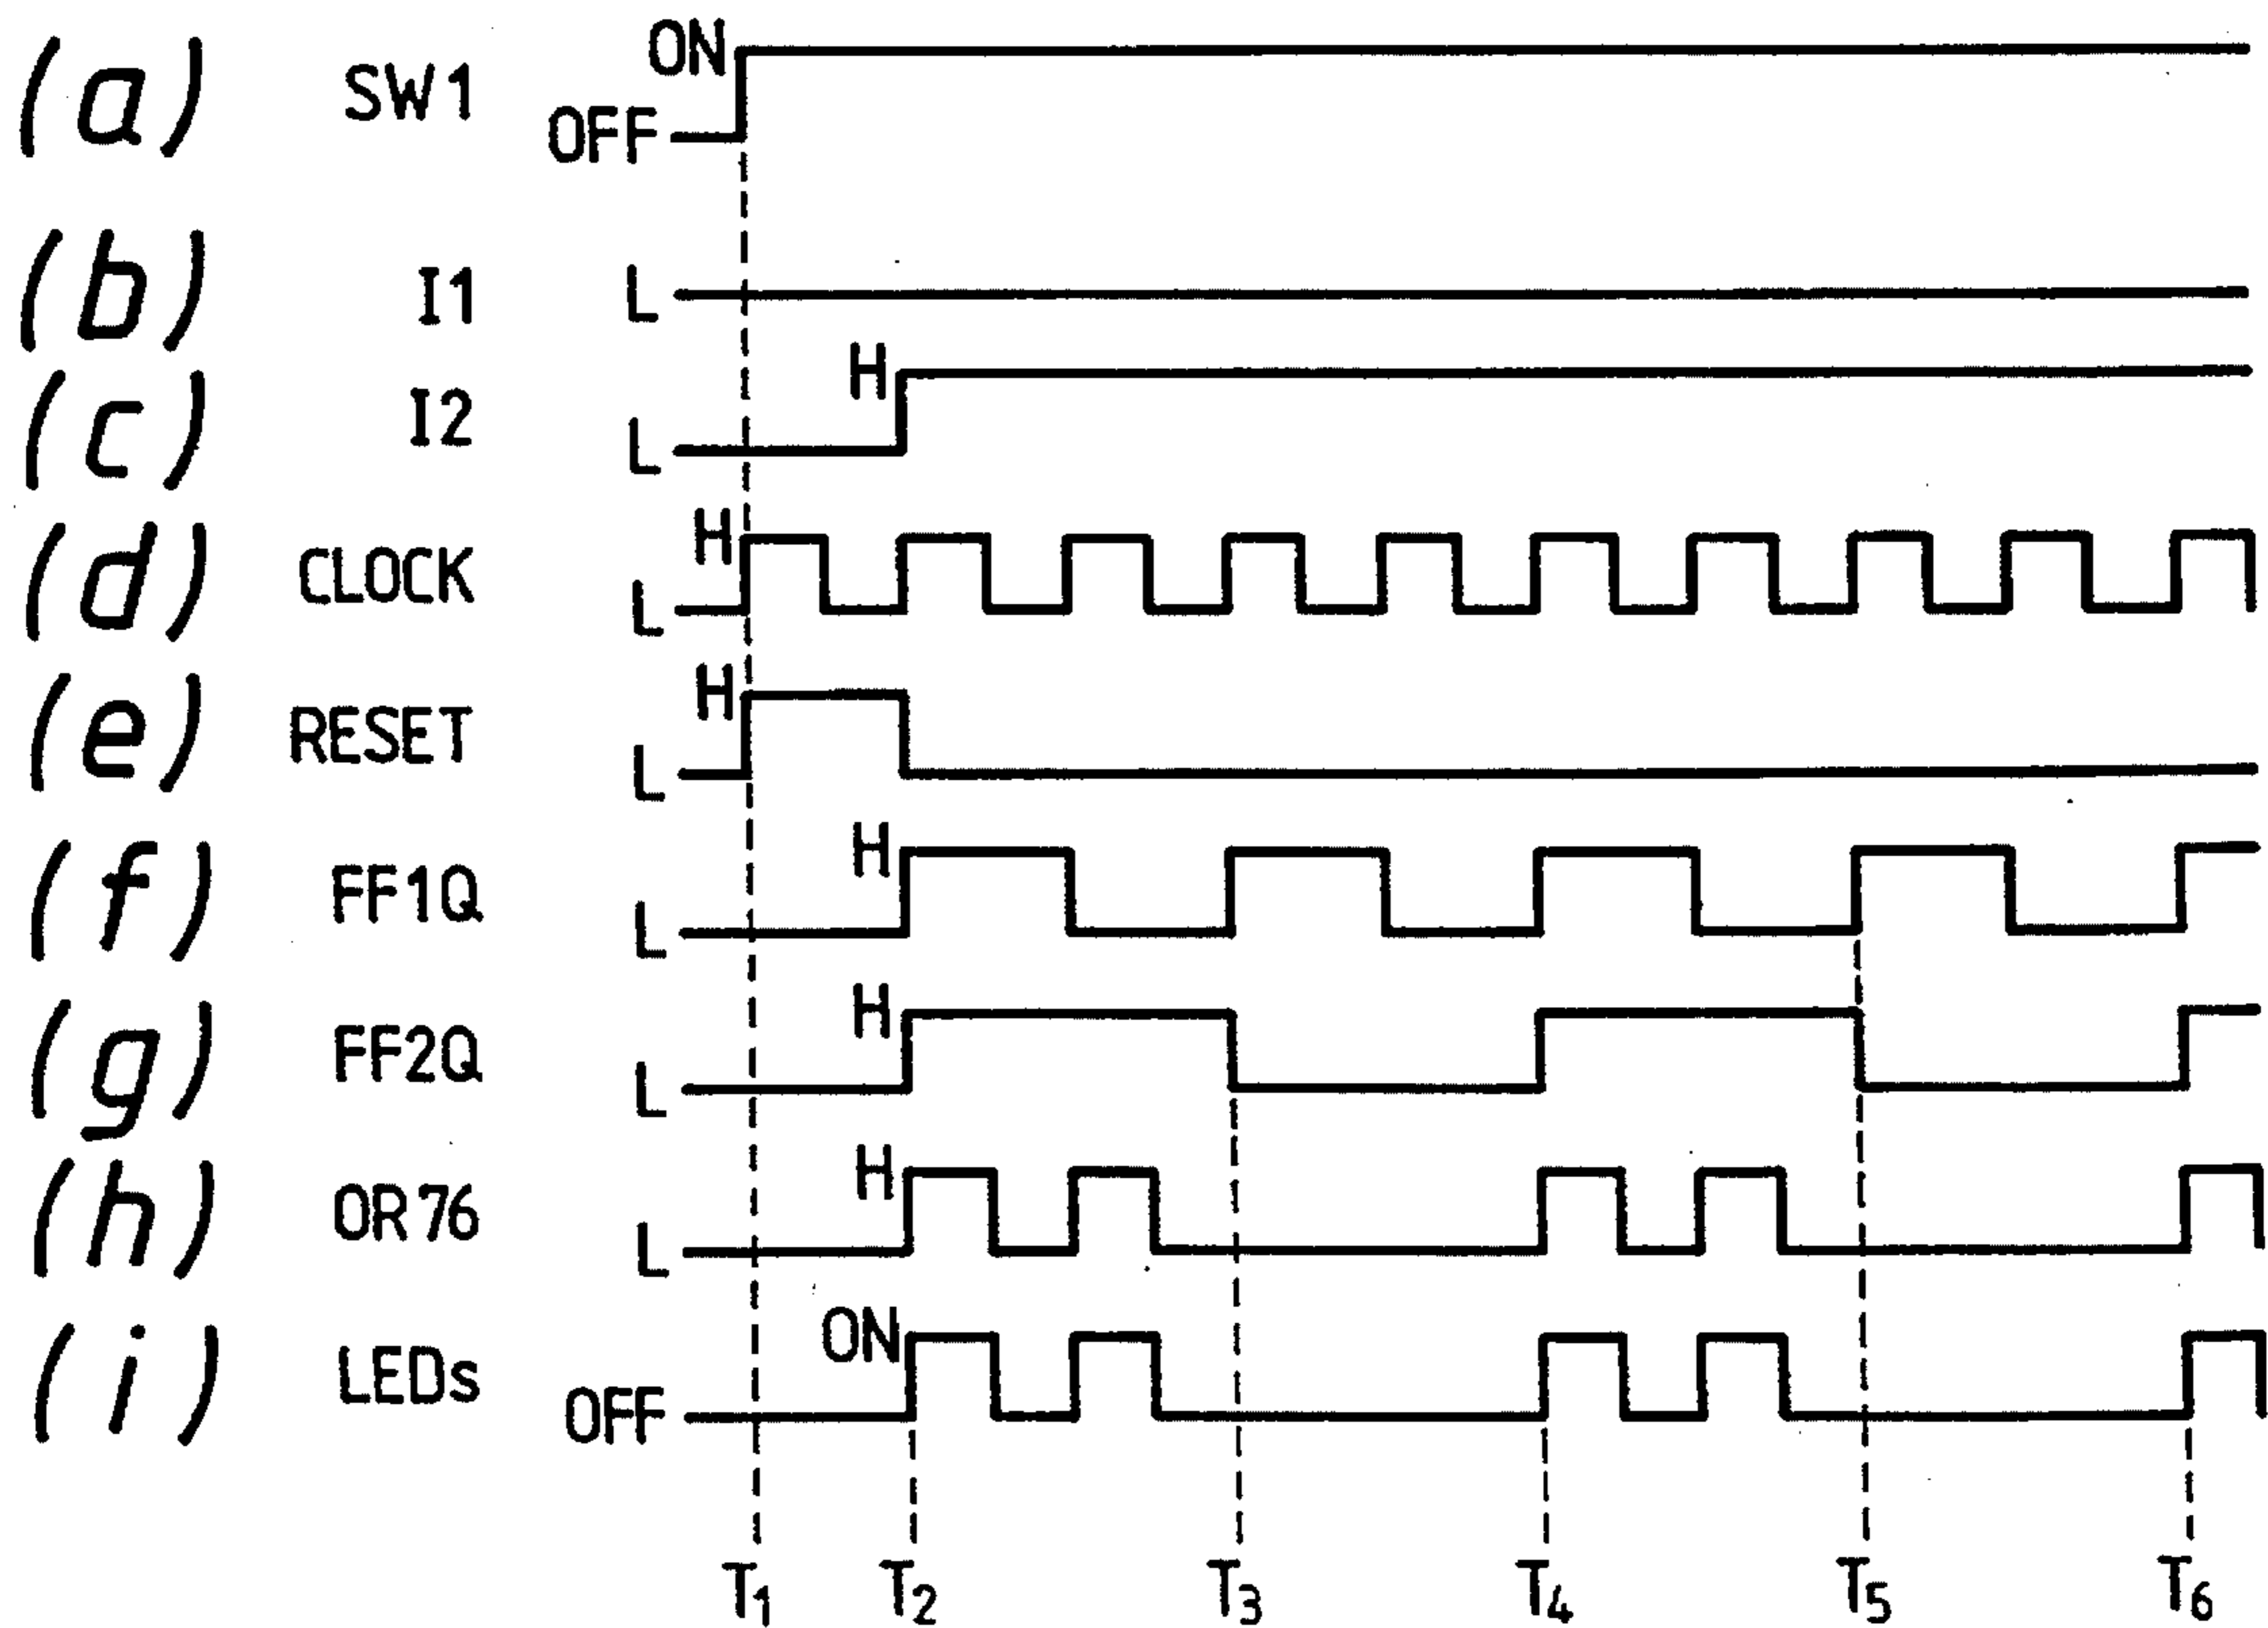 (a) SW1 ON OFF
(b) I1 L
(c) I2 H L
(d) CLOCK H L
(e) RESET H L
(f) FF1Q H L
(g) FF2Q H L
(h) OR76 H L
(i) LEDs ON OFF
T1 T2 T3 T4 T5 T6